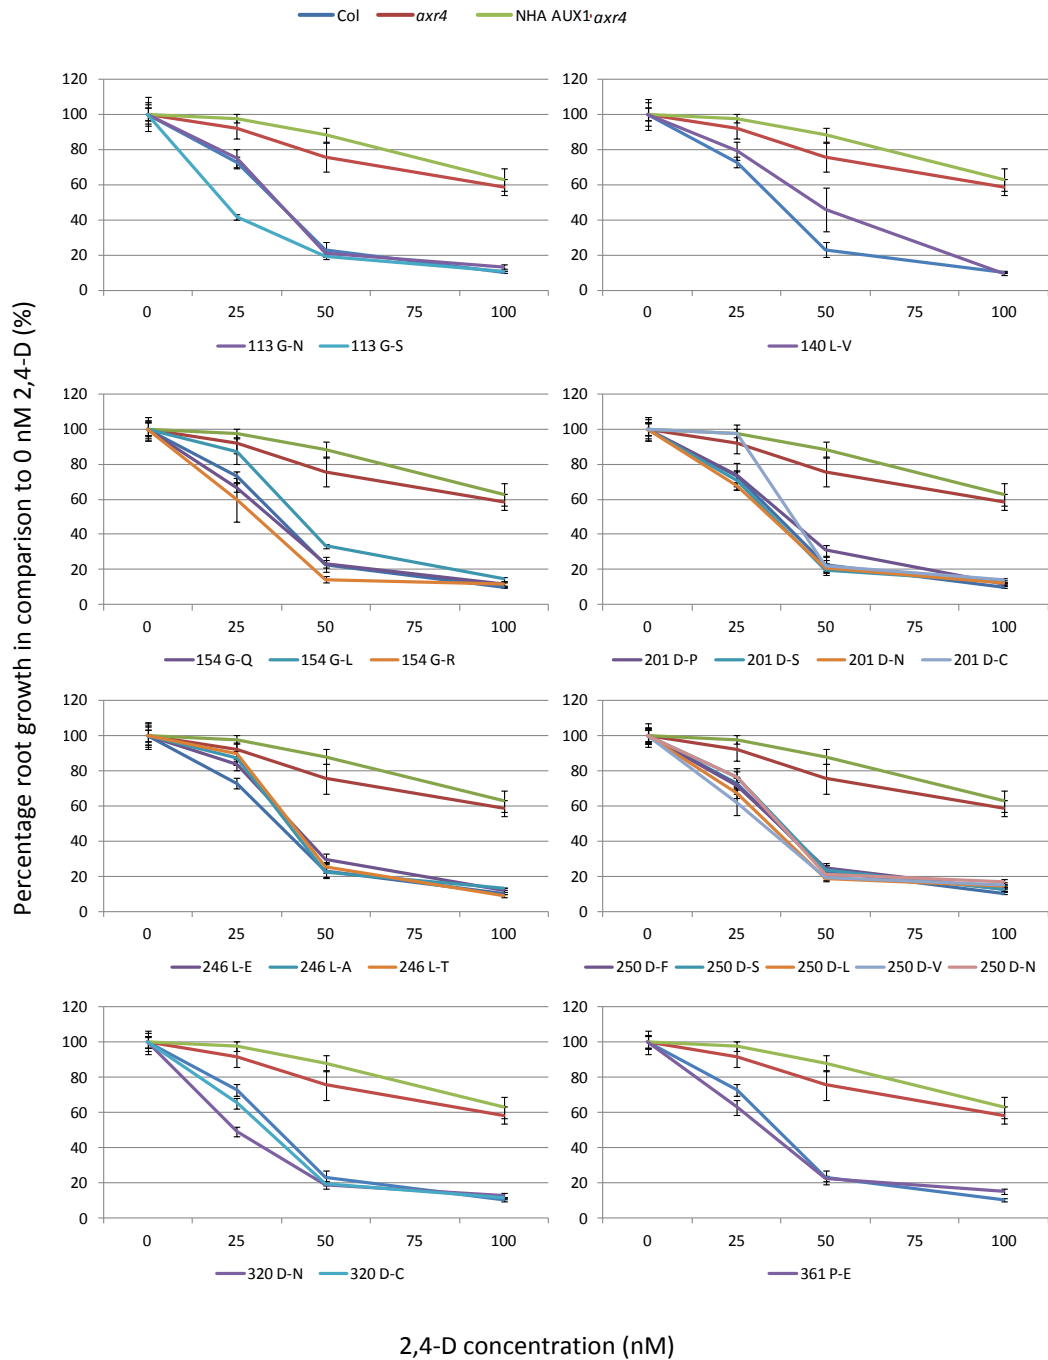 Col axr4 NHA AUX1 axr4
Percentage root growth in comparison to 0 nM 2,4-D (%)
120
100
80
60
40
20
0
0 25 50 75 100
113 G-N 113 G-S
120
100
80
60
40
20
0
0 25 50 75 100
140 L-V
120
100
80
60
40
20
0
0 25 50 75 100
154 G-Q 154 G-L 154 G-R
120
100
80
60
40
20
0
0 25 50 75 100
201 D-P 201 D-S 201 D-N 201 D-C
120
100
80
60
40
20
0
0 25 50 75 100
246 L-E 246 L-A 246 L-T
120
100
80
60
40
20
0
0 25 50 75 100
250 D-F 250 D-S 250 D-L 250 D-V 250 D-N
120
100
80
60
40
20
0
0 25 50 75 100
320 D-N 320 D-C
120
100
80
60
40
20
0
0 25 50 75 100
361 P-E
2,4-D concentration (nM)